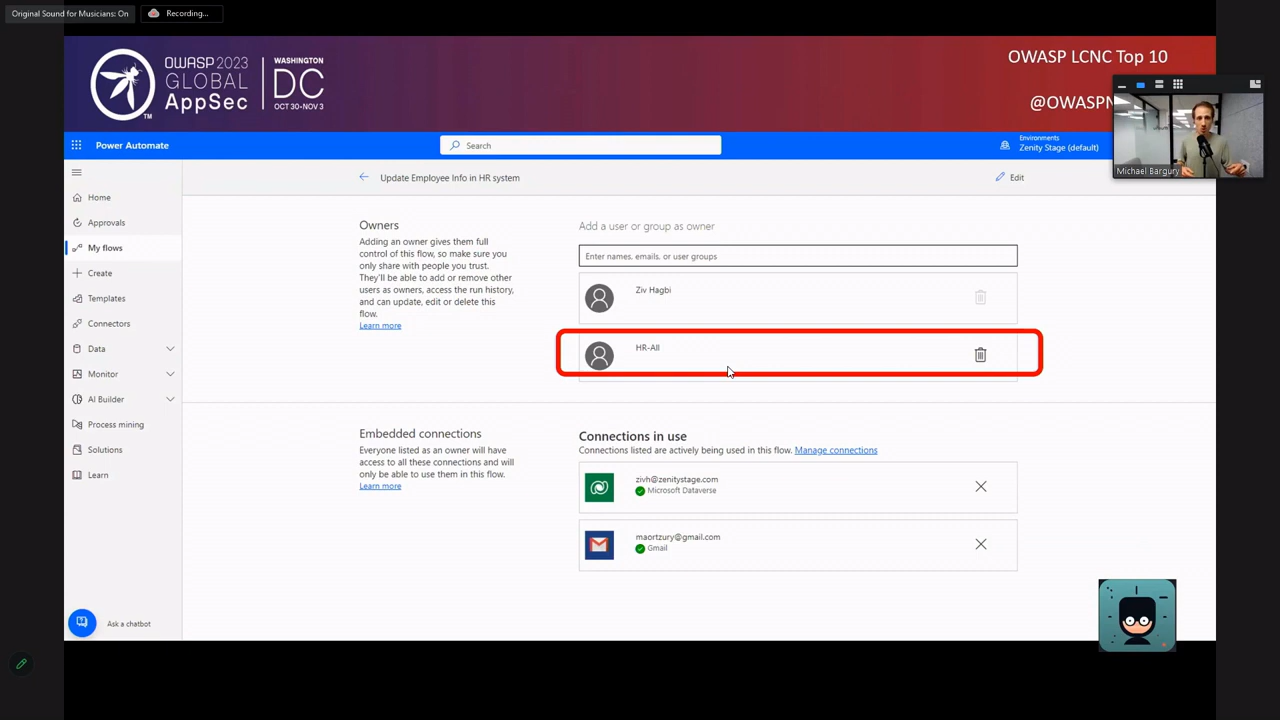 Original Sound for Musicians: On
Recording...
OWASP 2023
GLOBAL
AppSec
WASHINGTON
DC
OCT 30-NOV 3
TM
OWASP LCNC Top 10
@OWASPN
Michael Bargury
Power Automate
Search
Environments
Zenity Stage (default)
Update Employee Info in HR system
Edit
Home
Approvals
My flows
Create
Templates
Connectors
Data
Monitor
AI Builder
Process mining
Solutions
Learn
Ask a chatbot
Owners
Adding an owner gives them full
control of this flow, so make sure you
only share with people you trust.
They'll be able to add or remove other
users as owners, access the run history,
and can update, edit or delete this
flow.
Learn more
Add a user or group as owner
Enter names, emails, or user groups
Ziv Hagbi
HR-All
Embedded connections
Everyone listed as an owner will have
access to all these connections and will
only be able to use them in this flow.
Learn more
Connections in use
Connections listed are actively being used in this flow. Manage connections
zivh@zenitystage.com
Microsoft Dataverse
maortzury@gmail.com
Gmail